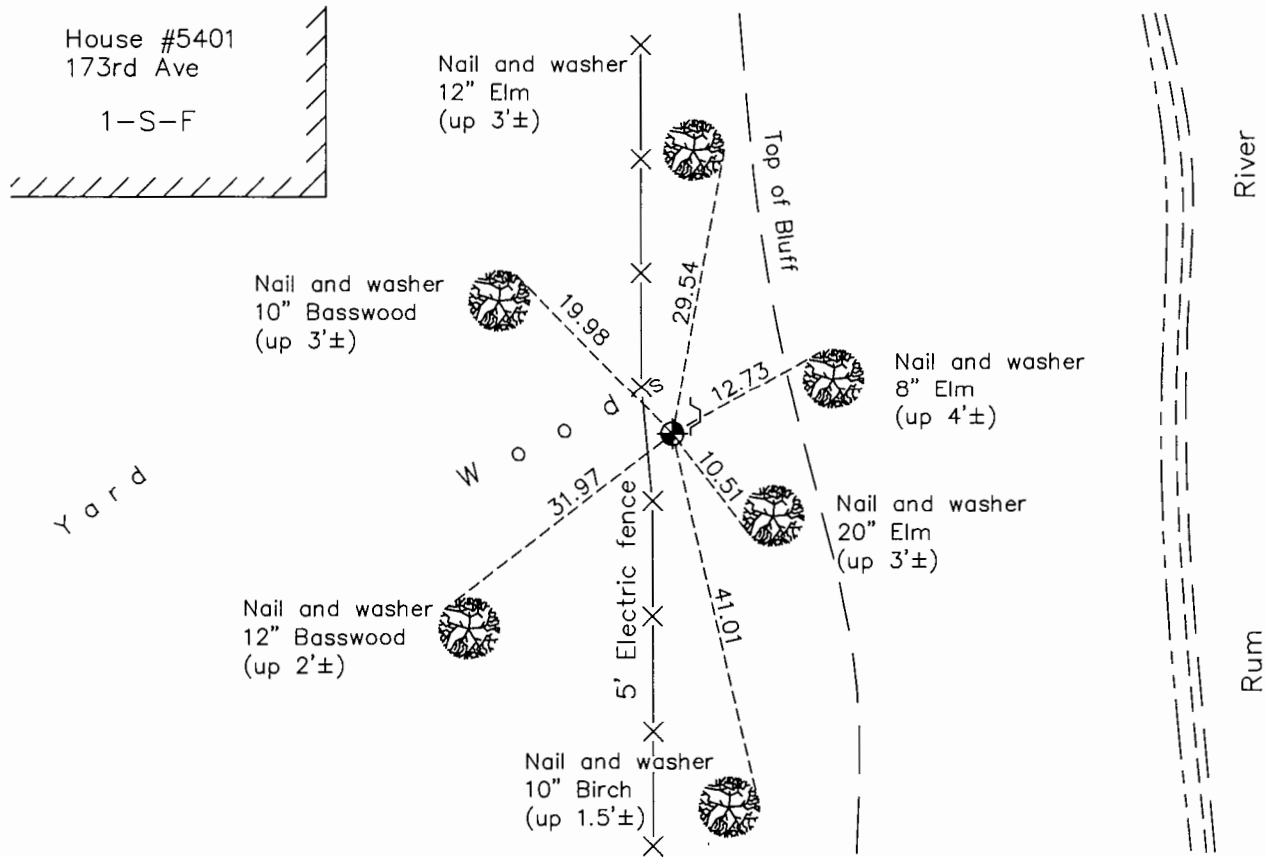 House #5401
173rd Ave
1-S-F
Nail and washer
12" Elm
(up 3'±)
Top of Bluff
River
Nail and washer
10" Basswood
(up 3'±)
19.98
29.54
12.73
Nail and washer
8" Elm
(up 4'±)
Woods
Yard
31.97
10.51
Nail and washer
20" Elm
(up 3'±)
5' Electric fence
41.01
Nail and washer
12" Basswood
(up 2'±)
Rum
Nail and washer
10" Birch
(up 1.5'±)